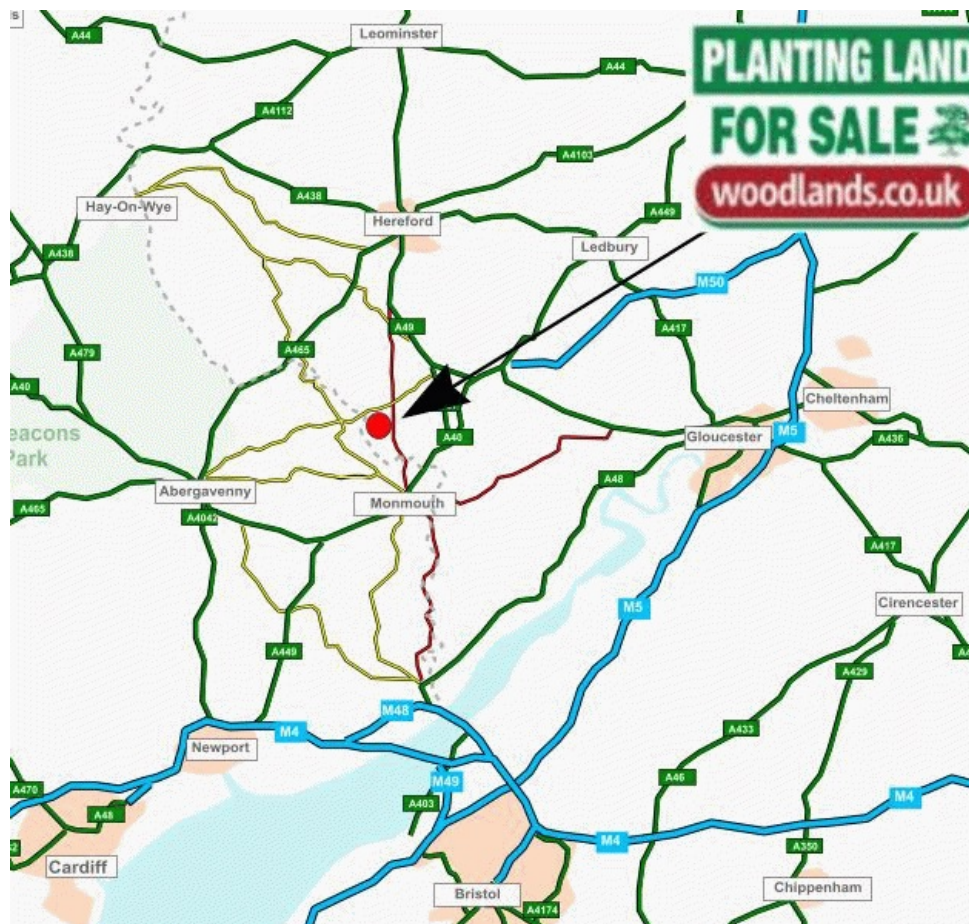 s
A44
Leominster
A44
PLANTING LAND
FOR SALE
woodlands.co.uk
A4112
A4103
A438
Hay-On-Wye
Hereford
A449
Ledbury
A438
M50
A49
A417
A465
A479
A40
Cheltenham
eacons
Park
A40
Gloucester
M5
A436
Abergavenny
A48
A465
Monmouth
A4042
A417
M5
Cirencester
A449
A429
M48
A433
Newport
M4
A46
M49
A470
A403
M4
A48
M4
A350
Cardiff
Bristol
Chippenham
A4174